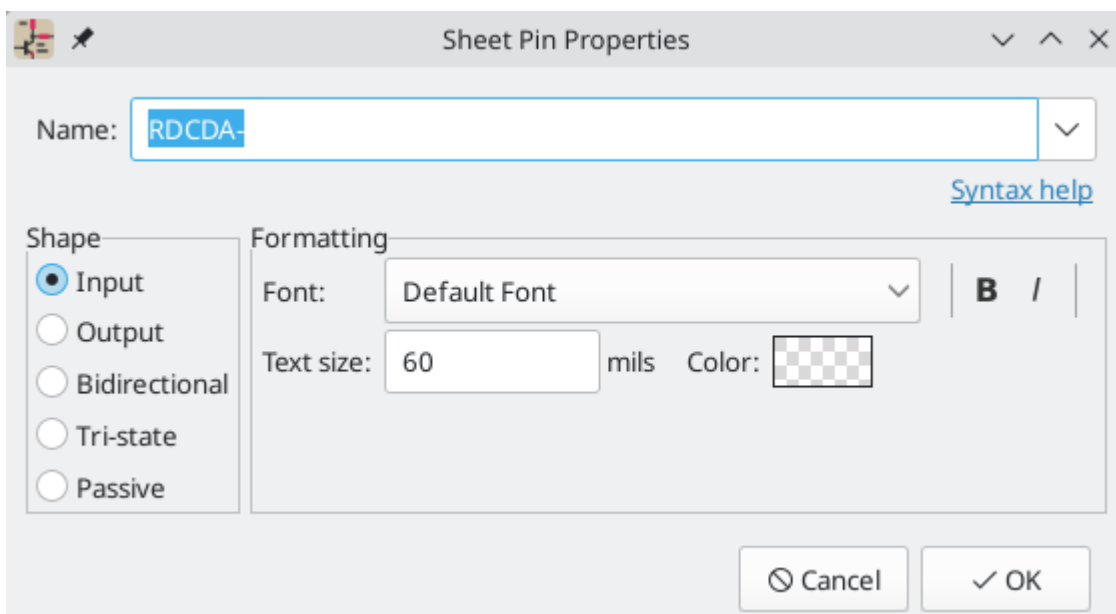 Sheet Pin Properties
Name: RDCDA-
Syntax help
Shape
Input
Output
Bidirectional
Tri-state
Passive
Formatting
Font: Default Font B I
Text size: 60 mils Color:
Cancel OK